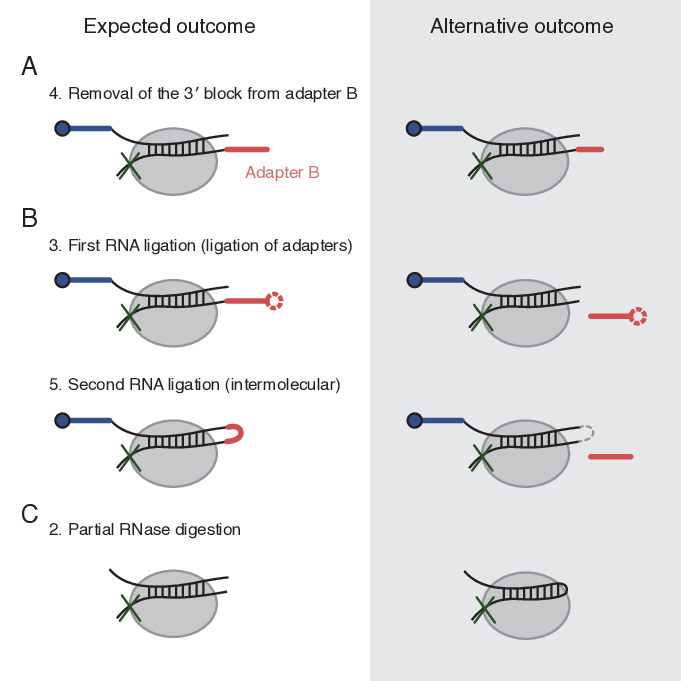 Expected outcome
Alternative outcome
A
4. Removal of the 3′ block from adapter B
Adapter B
B
3. First RNA ligation (ligation of adapters)
5. Second RNA ligation (intermolecular)
C
2. Partial RNase digestion